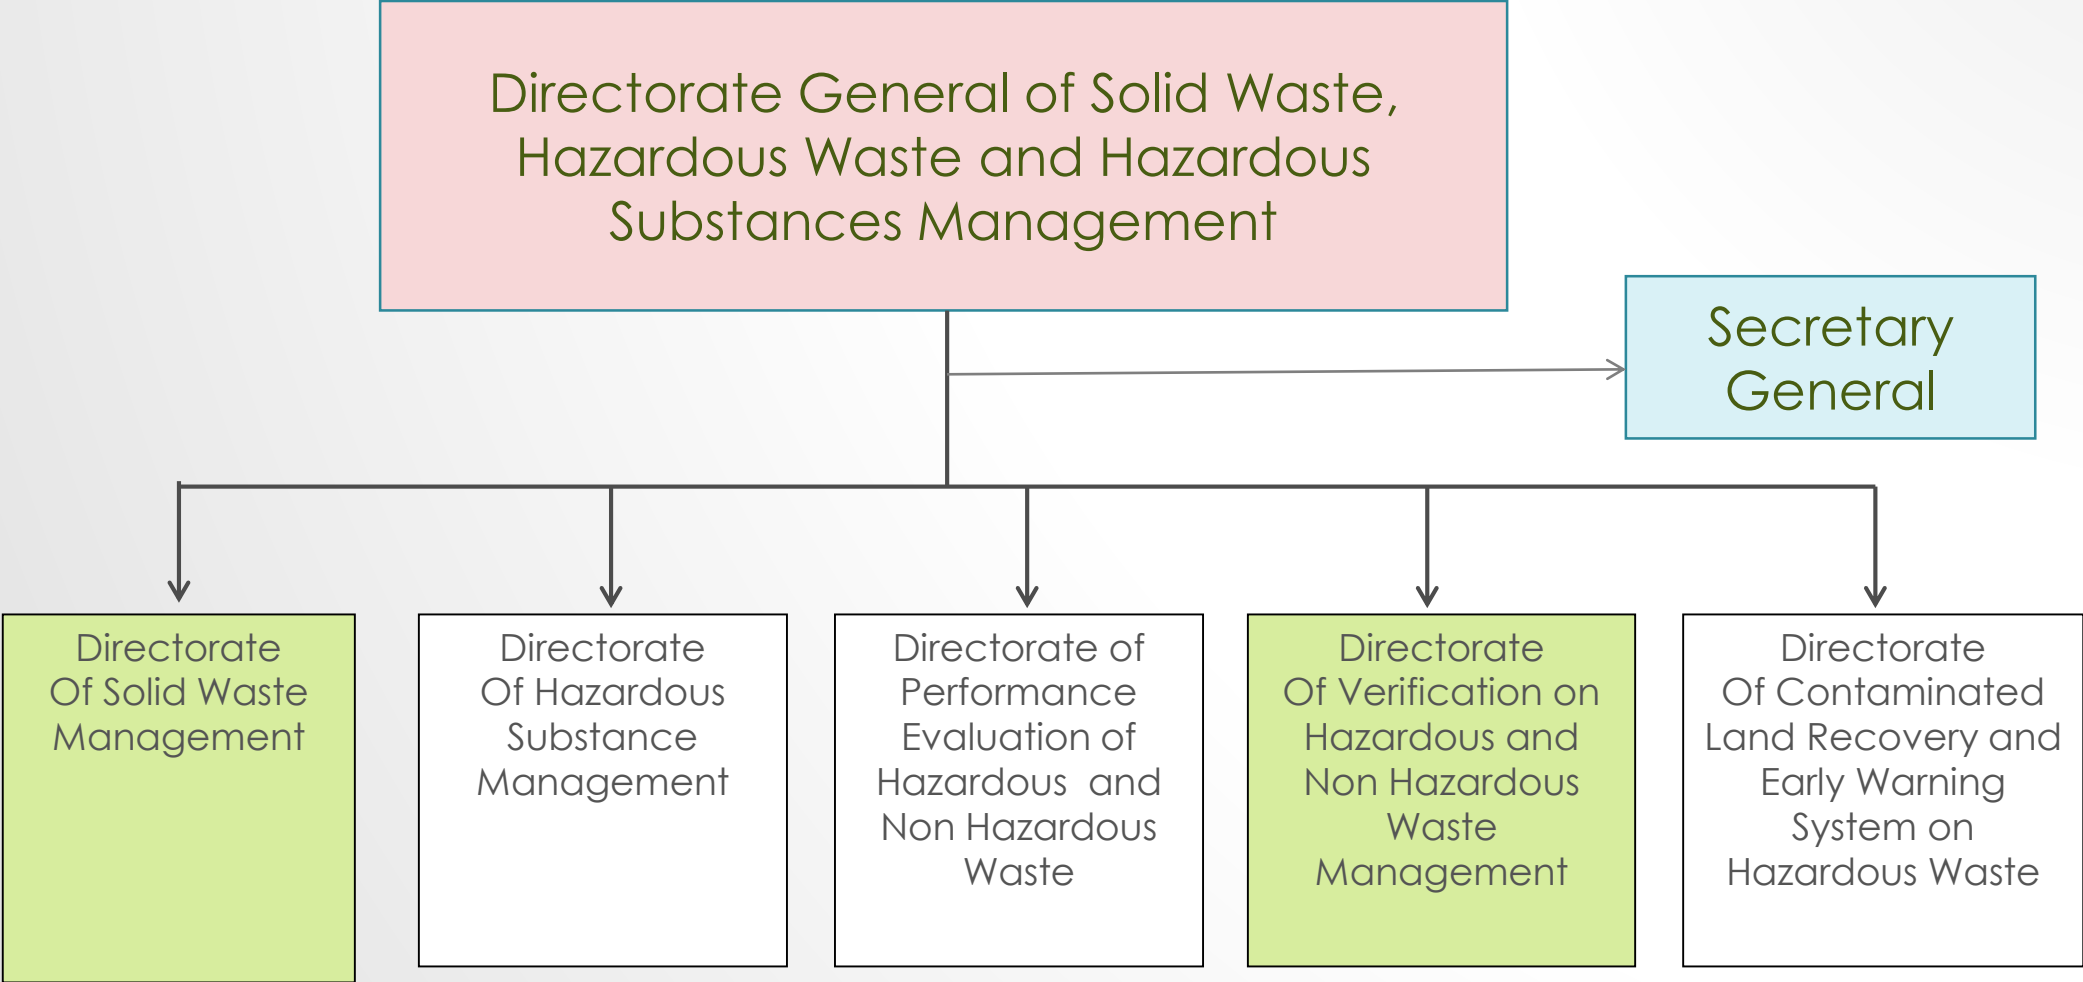 Directorate General of Solid Waste,
Hazardous Waste and Hazardous
Substances Management
Secretary
General
Directorate
Of Solid Waste
Management
Directorate
Of Hazardous
Substance
Management
Directorate of
Performance
Evaluation of
Hazardous  and
Non Hazardous
Waste
Directorate
Of Verification on
Hazardous and
Non Hazardous
Waste
Management
Directorate
Of Contaminated
Land Recovery and
Early Warning
System on
Hazardous Waste